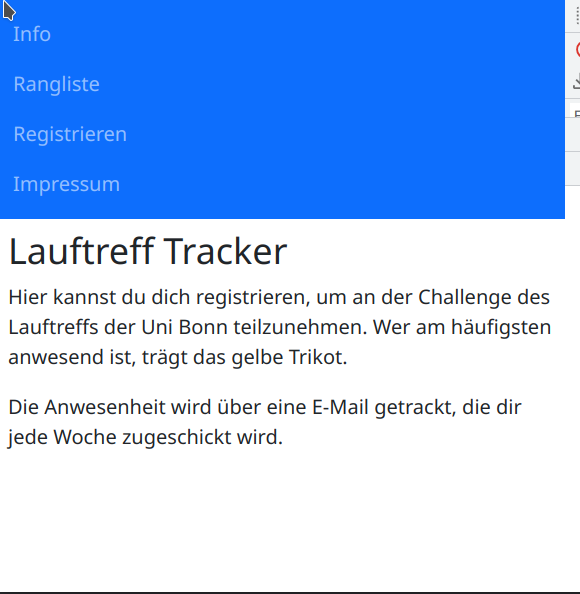 Info
Rangliste
Registrieren
Impressum
Lauftreff Tracker
Hier kannst du dich registrieren, um an der Challenge des
Lauftreffs der Uni Bonn teilzunehmen. Wer am häufigsten
anwesend ist, trägt das gelbe Trikot.
Die Anwesenheit wird über eine E-Mail getrackt, die dir
jede Woche zugeschickt wird.